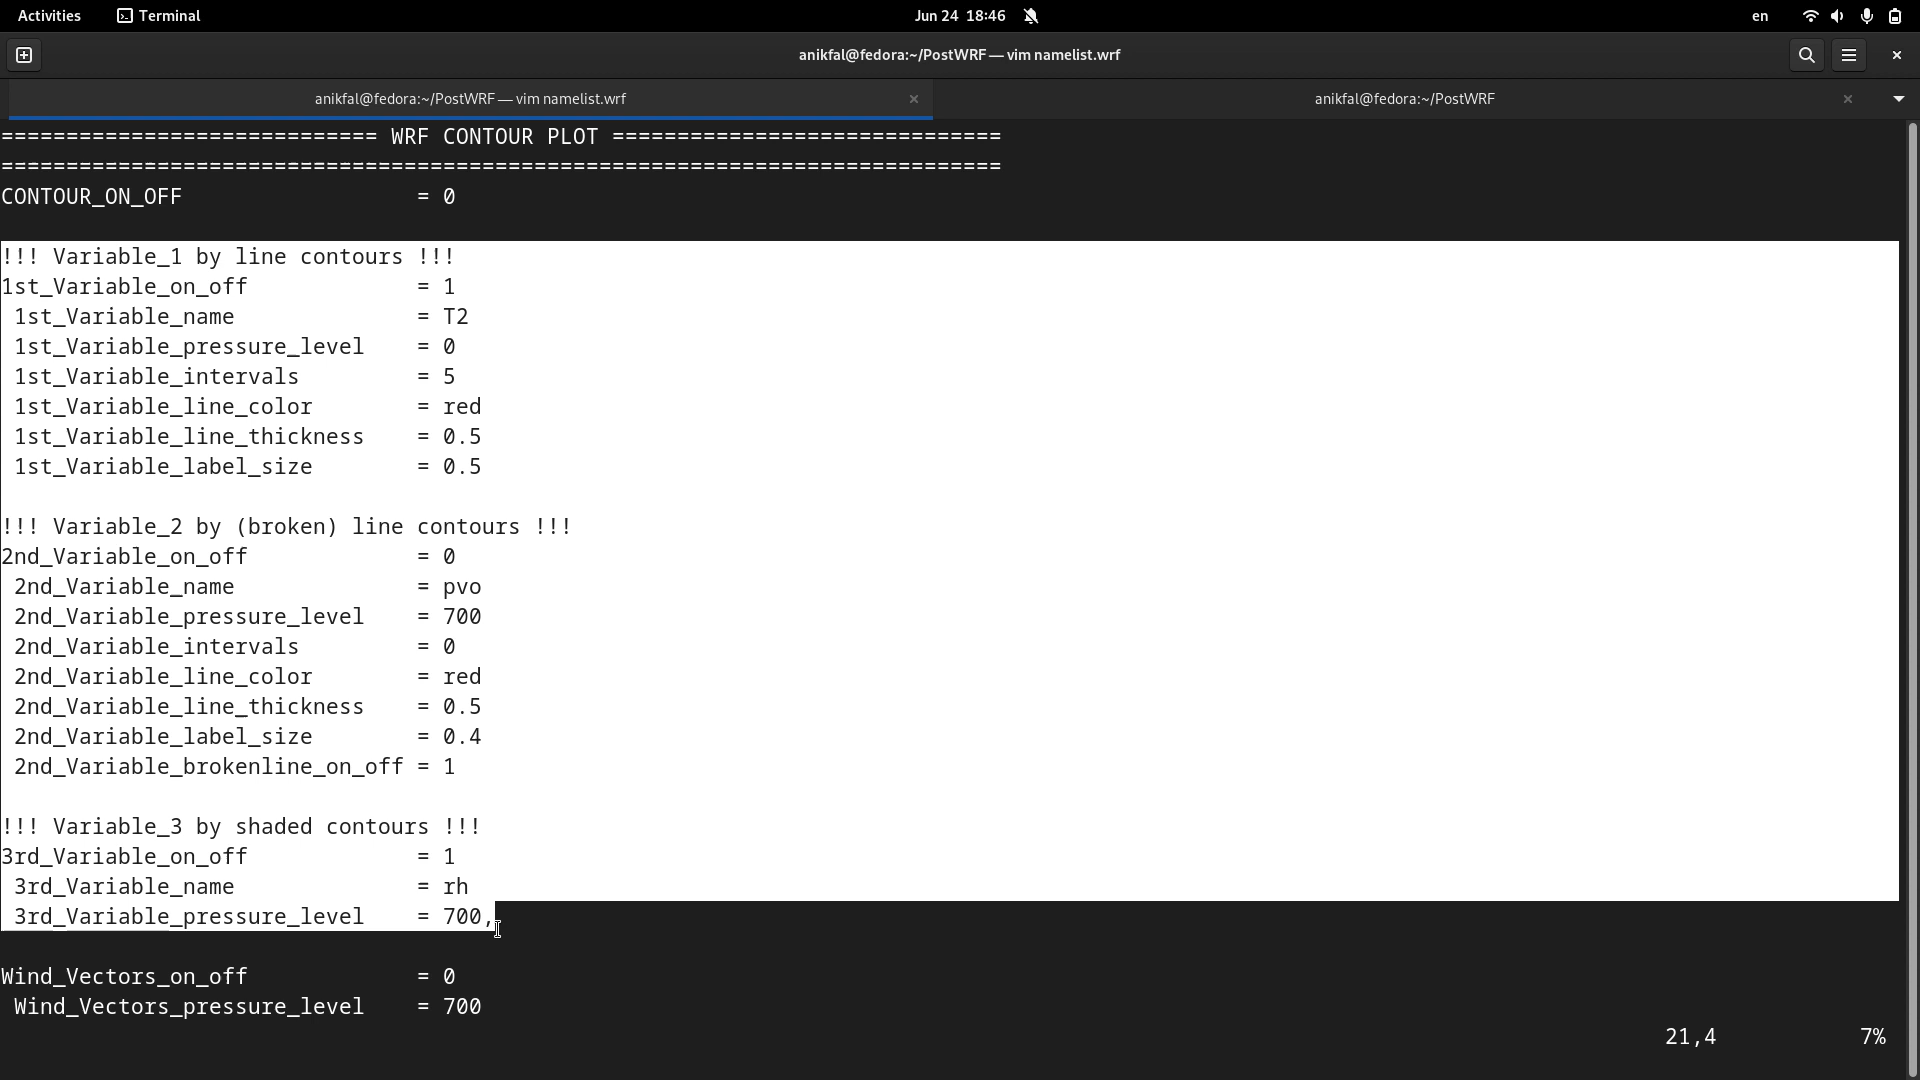 Activities Terminal Jun 24 18:46 en
anikfal@fedora:~/PostWRF — vim namelist.wrf
anikfal@fedora:~/PostWRF — vim namelist.wrf anikfal@fedora:~/PostWRF
============================= WRF CONTOUR PLOT ==============================
=============================================================================
CONTOUR_ON_OFF                  = 0

!!! Variable_1 by line contours !!!
1st_Variable_on_off             = 1
 1st_Variable_name              = T2
 1st_Variable_pressure_level    = 0
 1st_Variable_intervals         = 5
 1st_Variable_line_color        = red
 1st_Variable_line_thickness    = 0.5
 1st_Variable_label_size        = 0.5

!!! Variable_2 by (broken) line contours !!!
2nd_Variable_on_off             = 0
 2nd_Variable_name              = pvo
 2nd_Variable_pressure_level    = 700
 2nd_Variable_intervals         = 0
 2nd_Variable_line_color        = red
 2nd_Variable_line_thickness    = 0.5
 2nd_Variable_label_size        = 0.4
 2nd_Variable_brokenline_on_off = 1

!!! Variable_3 by shaded contours !!!
3rd_Variable_on_off             = 1
 3rd_Variable_name              = rh
 3rd_Variable_pressure_level    = 700,

Wind_Vectors_on_off             = 0
 Wind_Vectors_pressure_level    = 700
21,4 7%